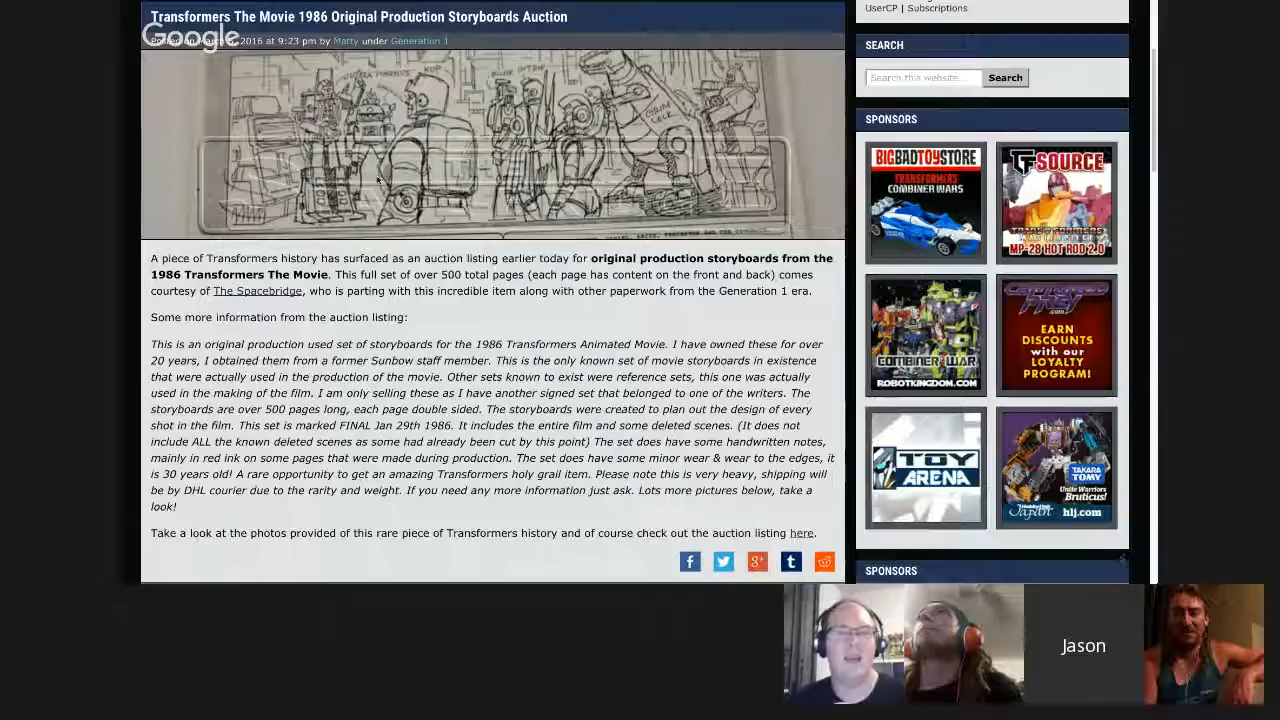 Transformers The Movie 1986 Original Production Storyboards Auction
Google
Posted on March 5, 2016 at 9:23 pm by Matty under Generation 1
KUP
BLUR
GRIM
LOCK
A piece of Transformers history has surfaced as an auction listing earlier today for original production storyboards from the
1986 Transformers The Movie. This full set of over 500 total pages (each page has content on the front and back) comes
courtesy of The Spacebridge, who is parting with this incredible item along with other paperwork from the Generation 1 era.
Some more information from the auction listing:
This is an original production used set of storyboards for the 1986 Transformers Animated Movie. I have owned these for over
20 years, I obtained them from a former Sunbow staff member. This is the only known set of movie storyboards in existence
that were actually used in the production of the movie. Other sets known to exist were reference sets, this one was actually
used in the making of the film. I am only selling these as I have another signed set that belonged to one of the writers. The
storyboards are over 500 pages long, each page double sided. The storyboards were created to plan out the design of every
shot in the film. This set is marked FINAL Jan 29th 1986. It includes the entire film and some deleted scenes. (It does not
include ALL the known deleted scenes as some had already been cut by this point) The set does have some handwritten notes,
mainly in red ink on some pages that were made during production. The set does have some minor wear & wear to the edges, it
is 30 years old. An opportunity to get an amazing Transformers holy grail item. Please note this is very heavy, shipping will
be by DHL courier due to the rarity and weight. If you need any more information just ask. Lots more pictures below, take a
look!
Take a look at the photos provided of this rare piece of Transformers history and of course check out the auction listing here.
UserCP | Subscriptions
SEARCH
Search this website....
Search
SPONSORS
BIGBADTOYSTORE
TRANSFORMERS
COMBINER WARS
TF SOURCE
MP-28 HOT ROD 2.0
COMBINER WAR
ROBOTKINGDOM.COM
CAPTURED
PREY
.COM
EARN
DISCOUNTS
with our
LOYALTY
PROGRAM!
TOY
ARENA
TAKARA
TOMY
Unite Warriors
Bruticus!
HobbyLink
Japan
hlj.com
SPONSORS
Jason